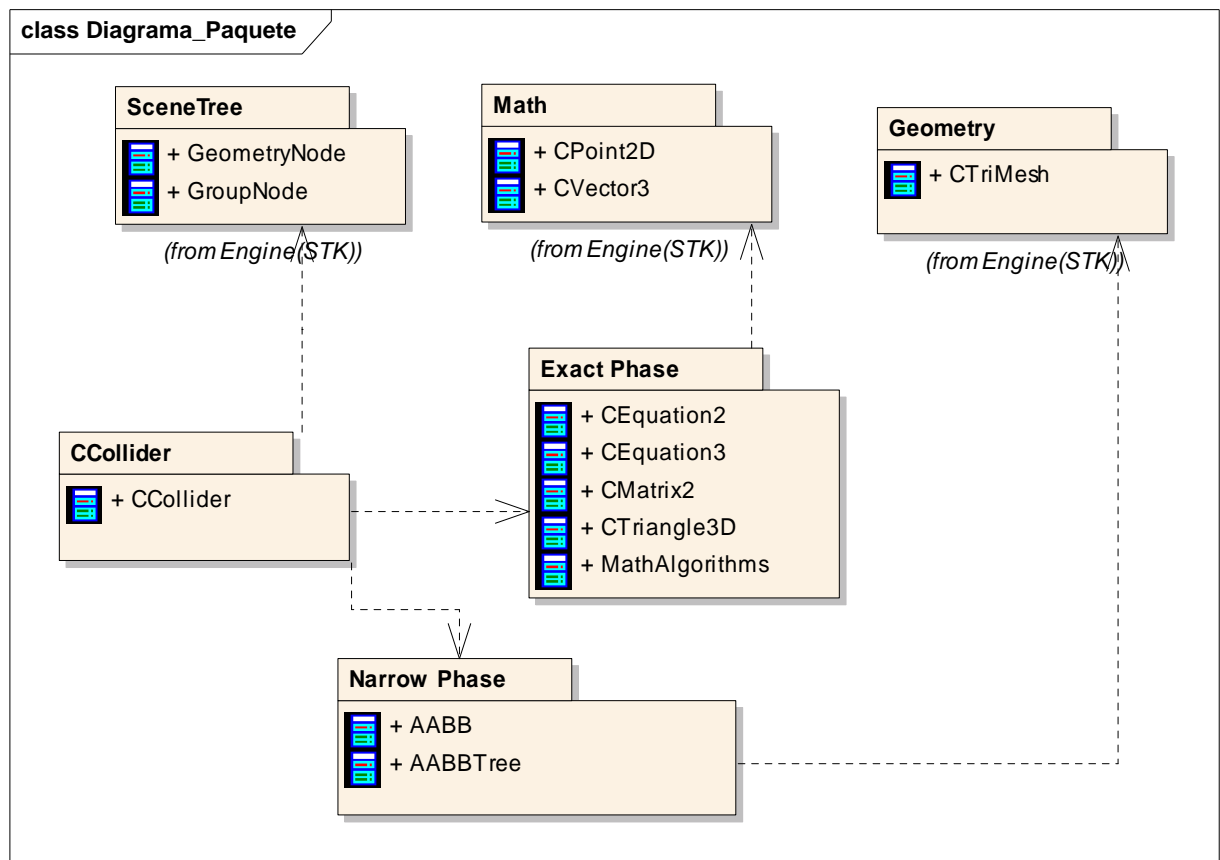 class Diagrama_Paquete
SceneTree
+ GeometryNode
+ GroupNode
(from Engine(STK))
Math
+ CPoint2D
+ CVector3
(from Engine(STK))
Geometry
+ CTriMesh
(from Engine(STK))
CCollider
+ CCollider
Exact Phase
+ CEquation2
+ CEquation3
+ CMatrix2
+ CTriangle3D
+ MathAlgorithms
Narrow Phase
+ AABB
+ AABBTree